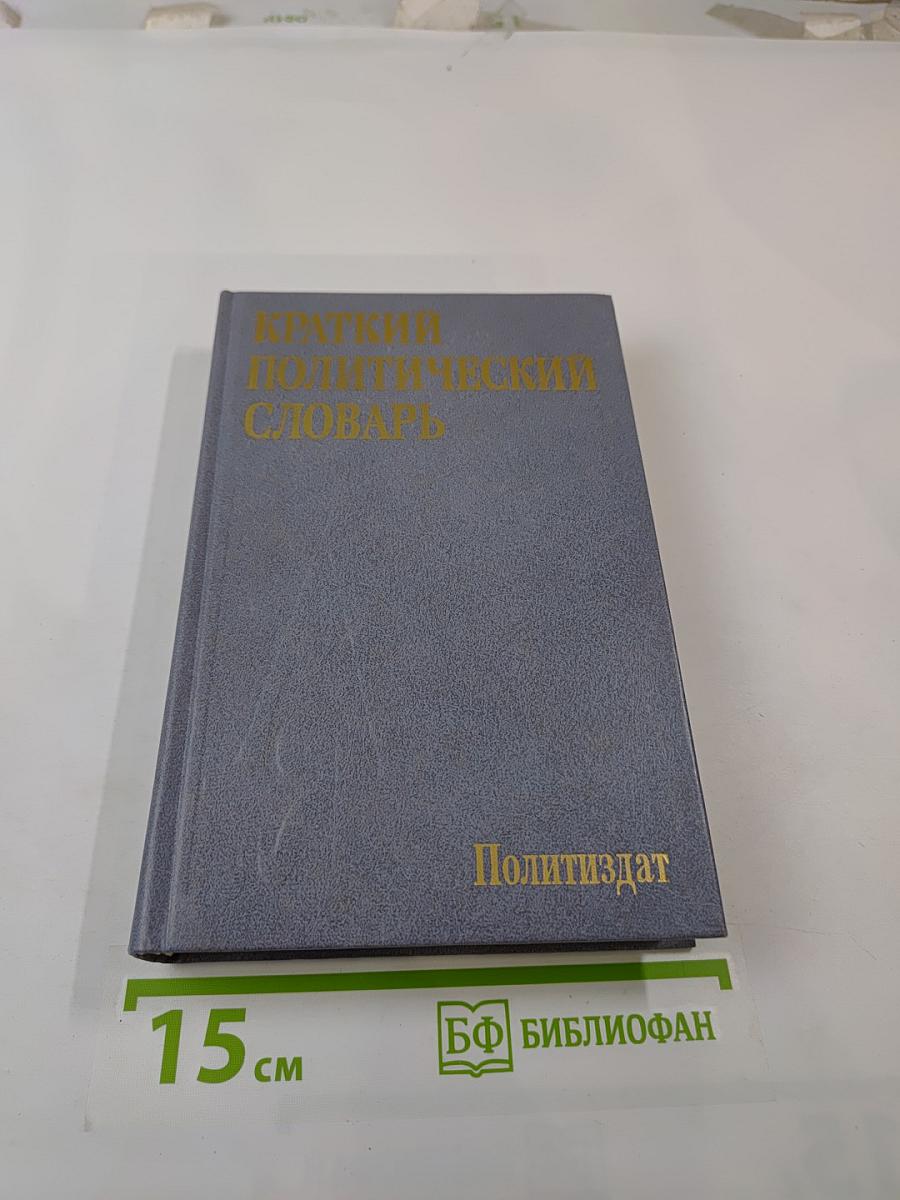 КРАТКИЙ
ПОЛИТИЧЕСКИЙ
СЛОВАРЬ
Политиздат
15 см
БФ БИБЛИОФАН